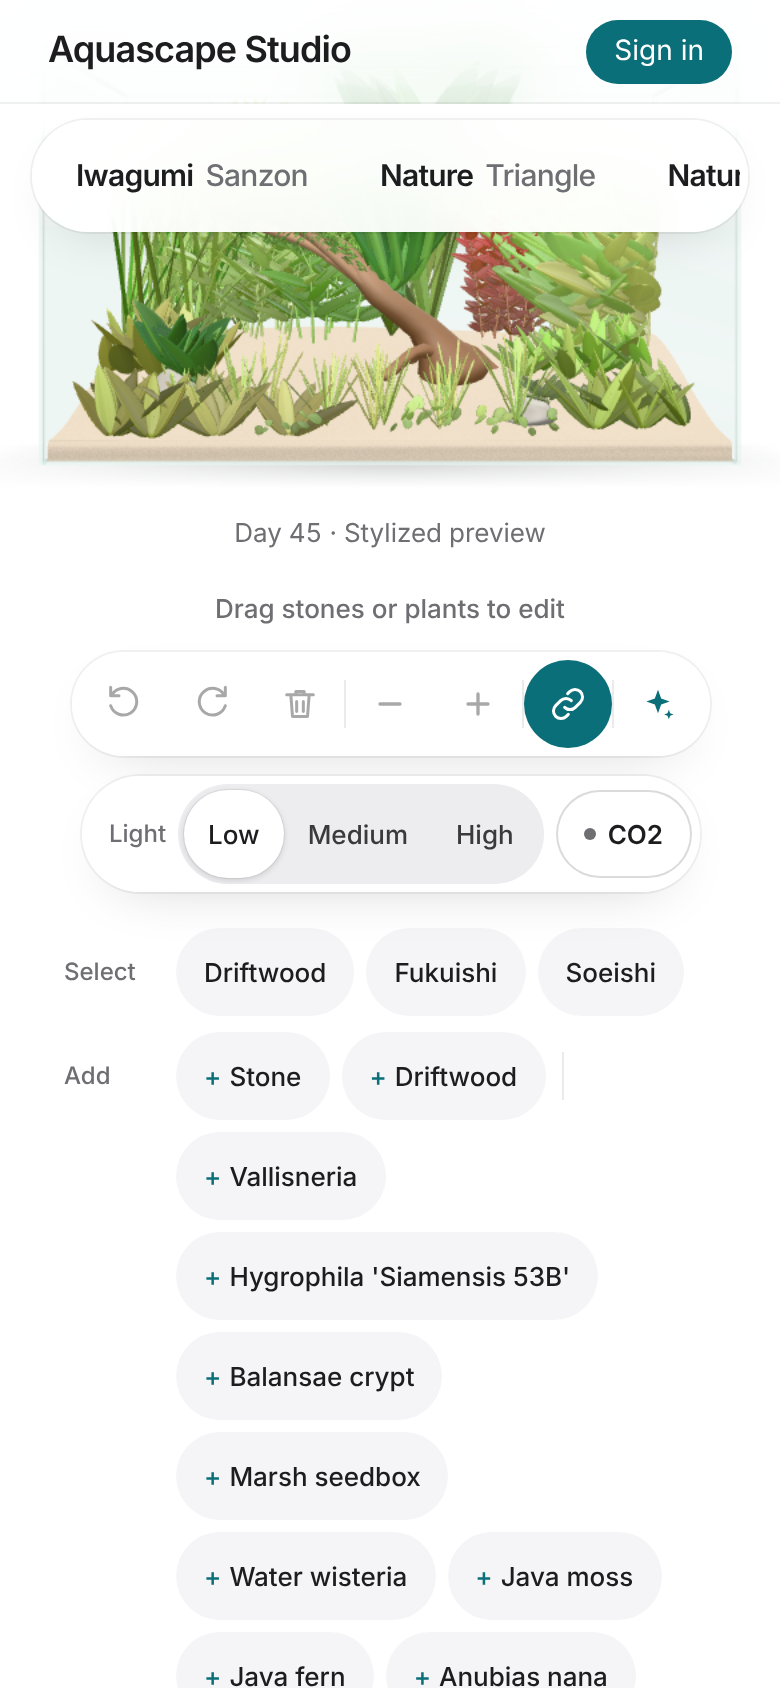 Aquascape Studio
Sign in
Iwagumi Sanzon Nature Triangle
Day 45 · Stylized preview
Drag stones or plants to edit
Light Low Medium High CO2
Select Driftwood Fukuishi Soeishi
Add + Stone + Driftwood
+ Vallisneria
+ Hygrophila 'Siamensis 53B'
+ Balansae crypt
+ Marsh seedbox
+ Water wisteria + Java moss
+ Java fern + Anubias nana